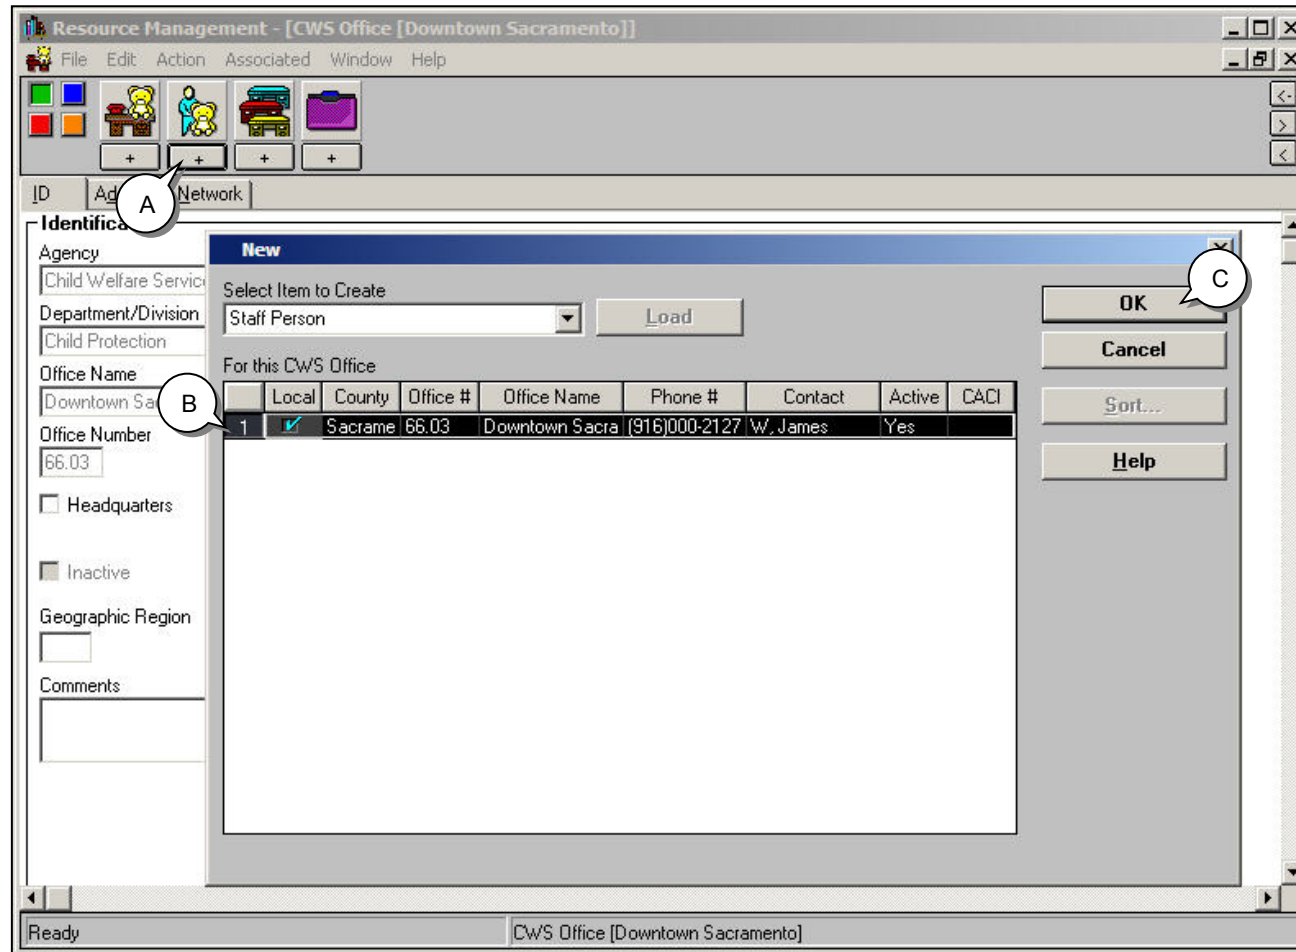 Resource Management - [CWS Office [Downtown Sacramento]]
File Edit Action Associated Window Help
+ + + +
ID Ad Network
A
Identifica
New
Agency
Child Welfare Servic
Select Item to Create
C
OK
Department/Division
Staff Person
Load
Child Protection
Cancel
For this CWS Office
Office Name
Local County Office # Office Name Phone # Contact Active CACI
Downtown Sa
B
Sort...
1 Sacrame 66.03 Downtown Sacra (916)000-2127 W, James Yes
Office Number
66.03
Help
Headquarters
Inactive
Geographic Region
Comments
Ready
CWS Office [Downtown Sacramento]